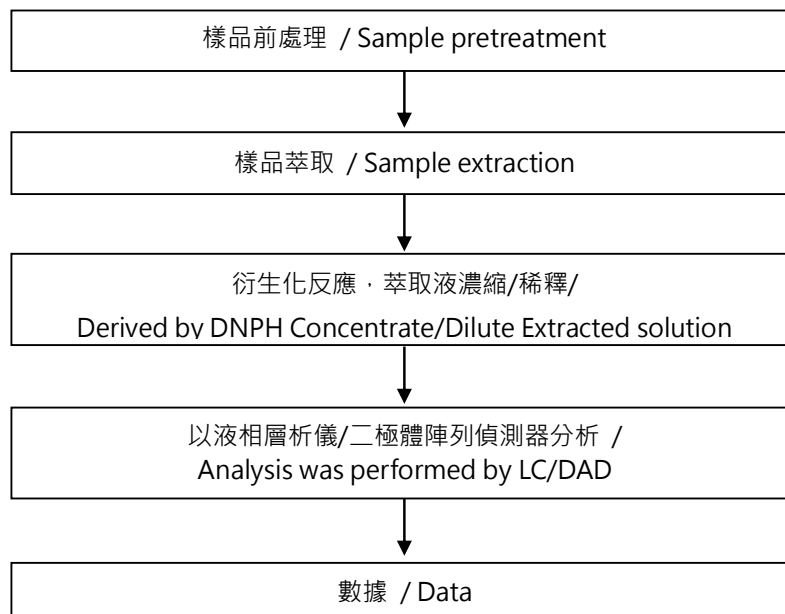 樣品前處理 / Sample pretreatment
樣品萃取 / Sample extraction
衍生化反應，萃取液濃縮/稀釋/
Derived by DNPH Concentrate/Dilute Extracted solution
以液相層析儀/二極體陣列偵測器分析 /
Analysis was performed by LC/DAD
數據 / Data